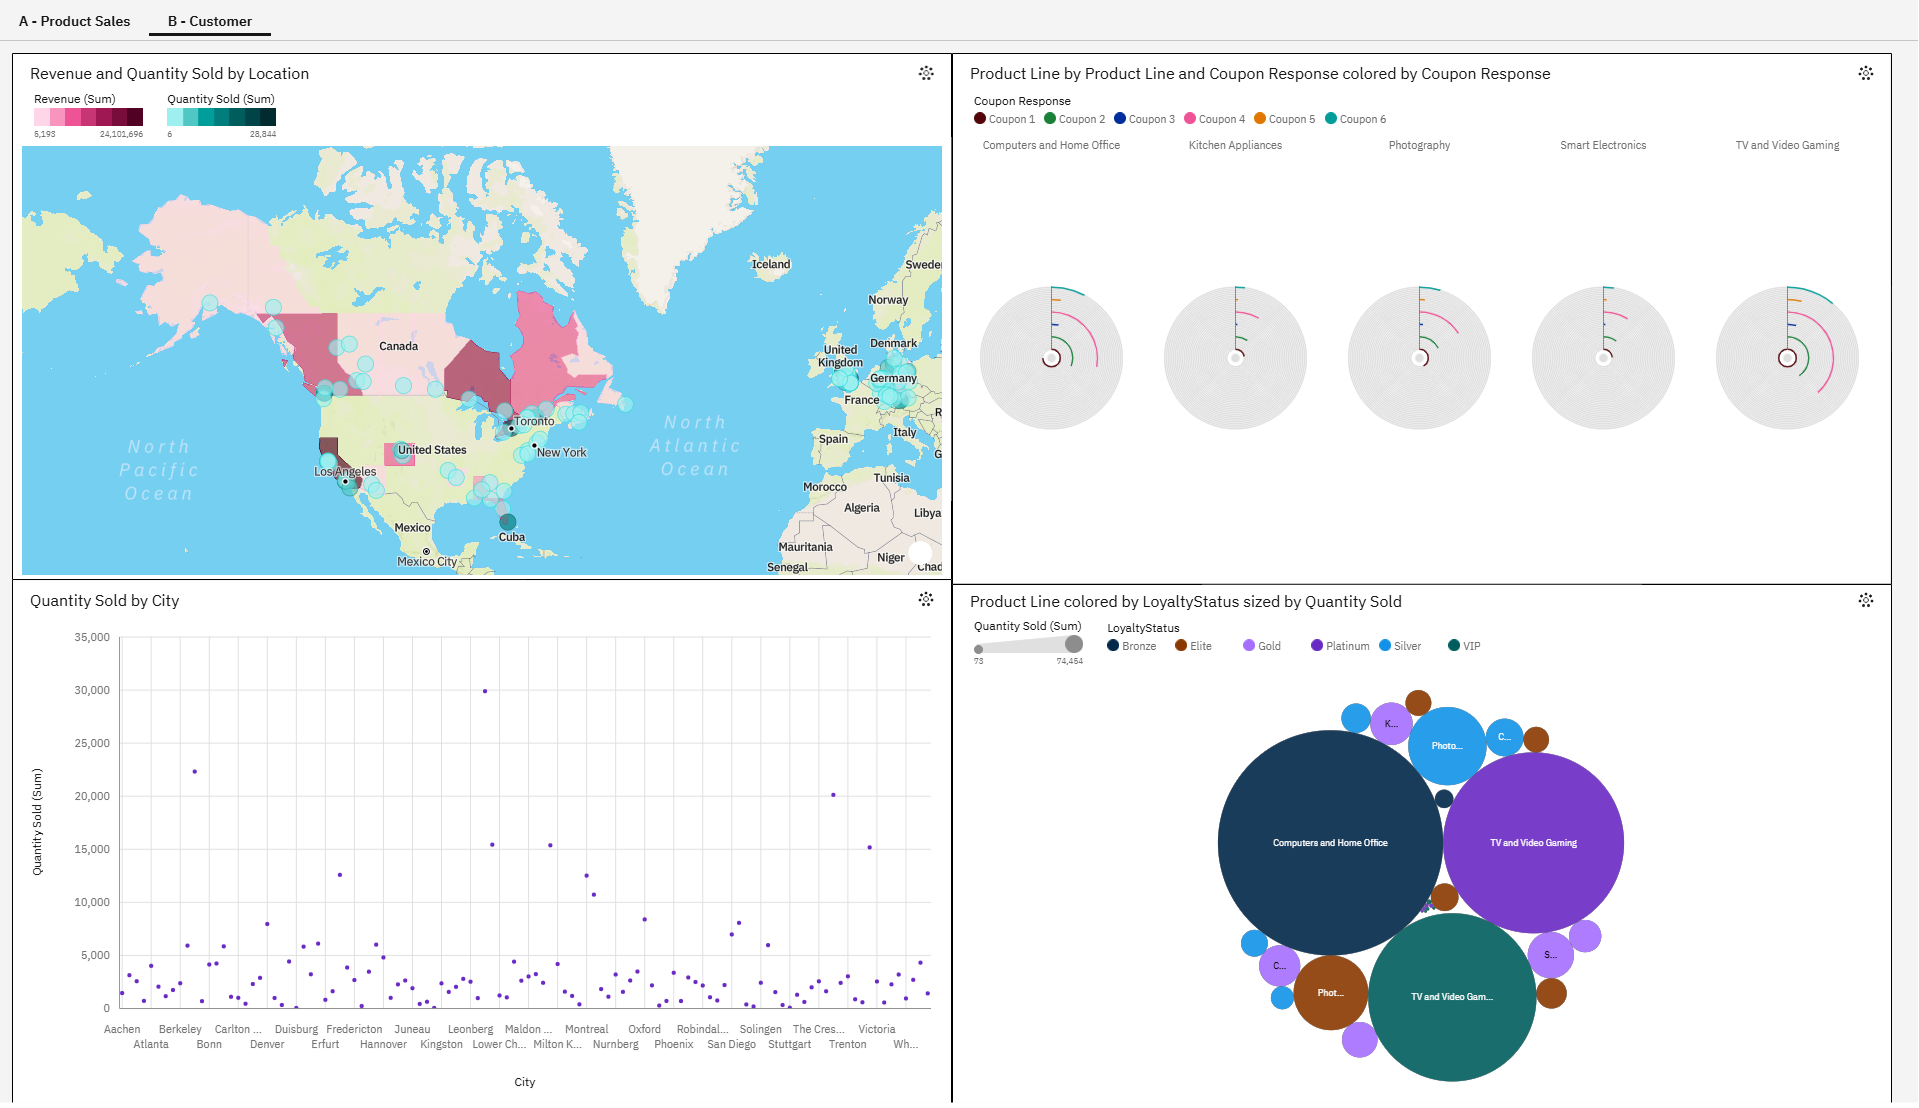 A - Product Sales
B - Customer
Revenue and Quantity Sold by Location
Revenue (Sum)
5,193
24,101,696
Quantity Sold (Sum)
6
28,844
Iceland
Sweden
Norway
Canada
Denmark
United
Kingdom
Germany
France
Toronto
North
Atlantic
Ocean
Italy
Spain
United States
New York
North
Pacific
Ocean
Los Angeles
Tunisia
Morocco
Algeria
Libya
Mexico
Cuba
Mauritania
Mexico City
Niger
Senegal
Chad
Product Line by Product Line and Coupon Response colored by Coupon Response
Coupon Response
Coupon 1
Coupon 2
Coupon 3
Coupon 4
Coupon 5
Coupon 6
Computers and Home Office
Kitchen Appliances
Photography
Smart Electronics
TV and Video Gaming
Quantity Sold by City
Quantity Sold (Sum)
35,000
30,000
25,000
20,000
15,000
10,000
5,000
0
Aachen
Berkeley
Carlton ...
Duisburg
Fredericton
Juneau
Leonberg
Maldon ...
Montreal
Oxford
Robindal...
Solingen
The Cres...
Victoria
Atlanta
Bonn
Denver
Erfurt
Hannover
Kingston
Lower Ch...
Milton K...
Nurnberg
Phoenix
San Diego
Stuttgart
Trenton
Wh...
City
Product Line colored by LoyaltyStatus sized by Quantity Sold
Quantity Sold (Sum)
73
74,454
LoyaltyStatus
Bronze
Elite
Gold
Platinum
Silver
VIP
K...
Photo...
C...
Computers and Home Office
TV and Video Gaming
S...
C...
Phot...
TV and Video Gam...